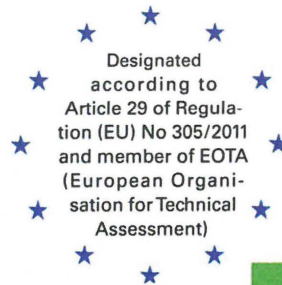 Designated
according to
Article 29 of Regula-
tion (EU) No 305/2011
and member of EOTA
(European Organi-
sation for Technical
Assessment)